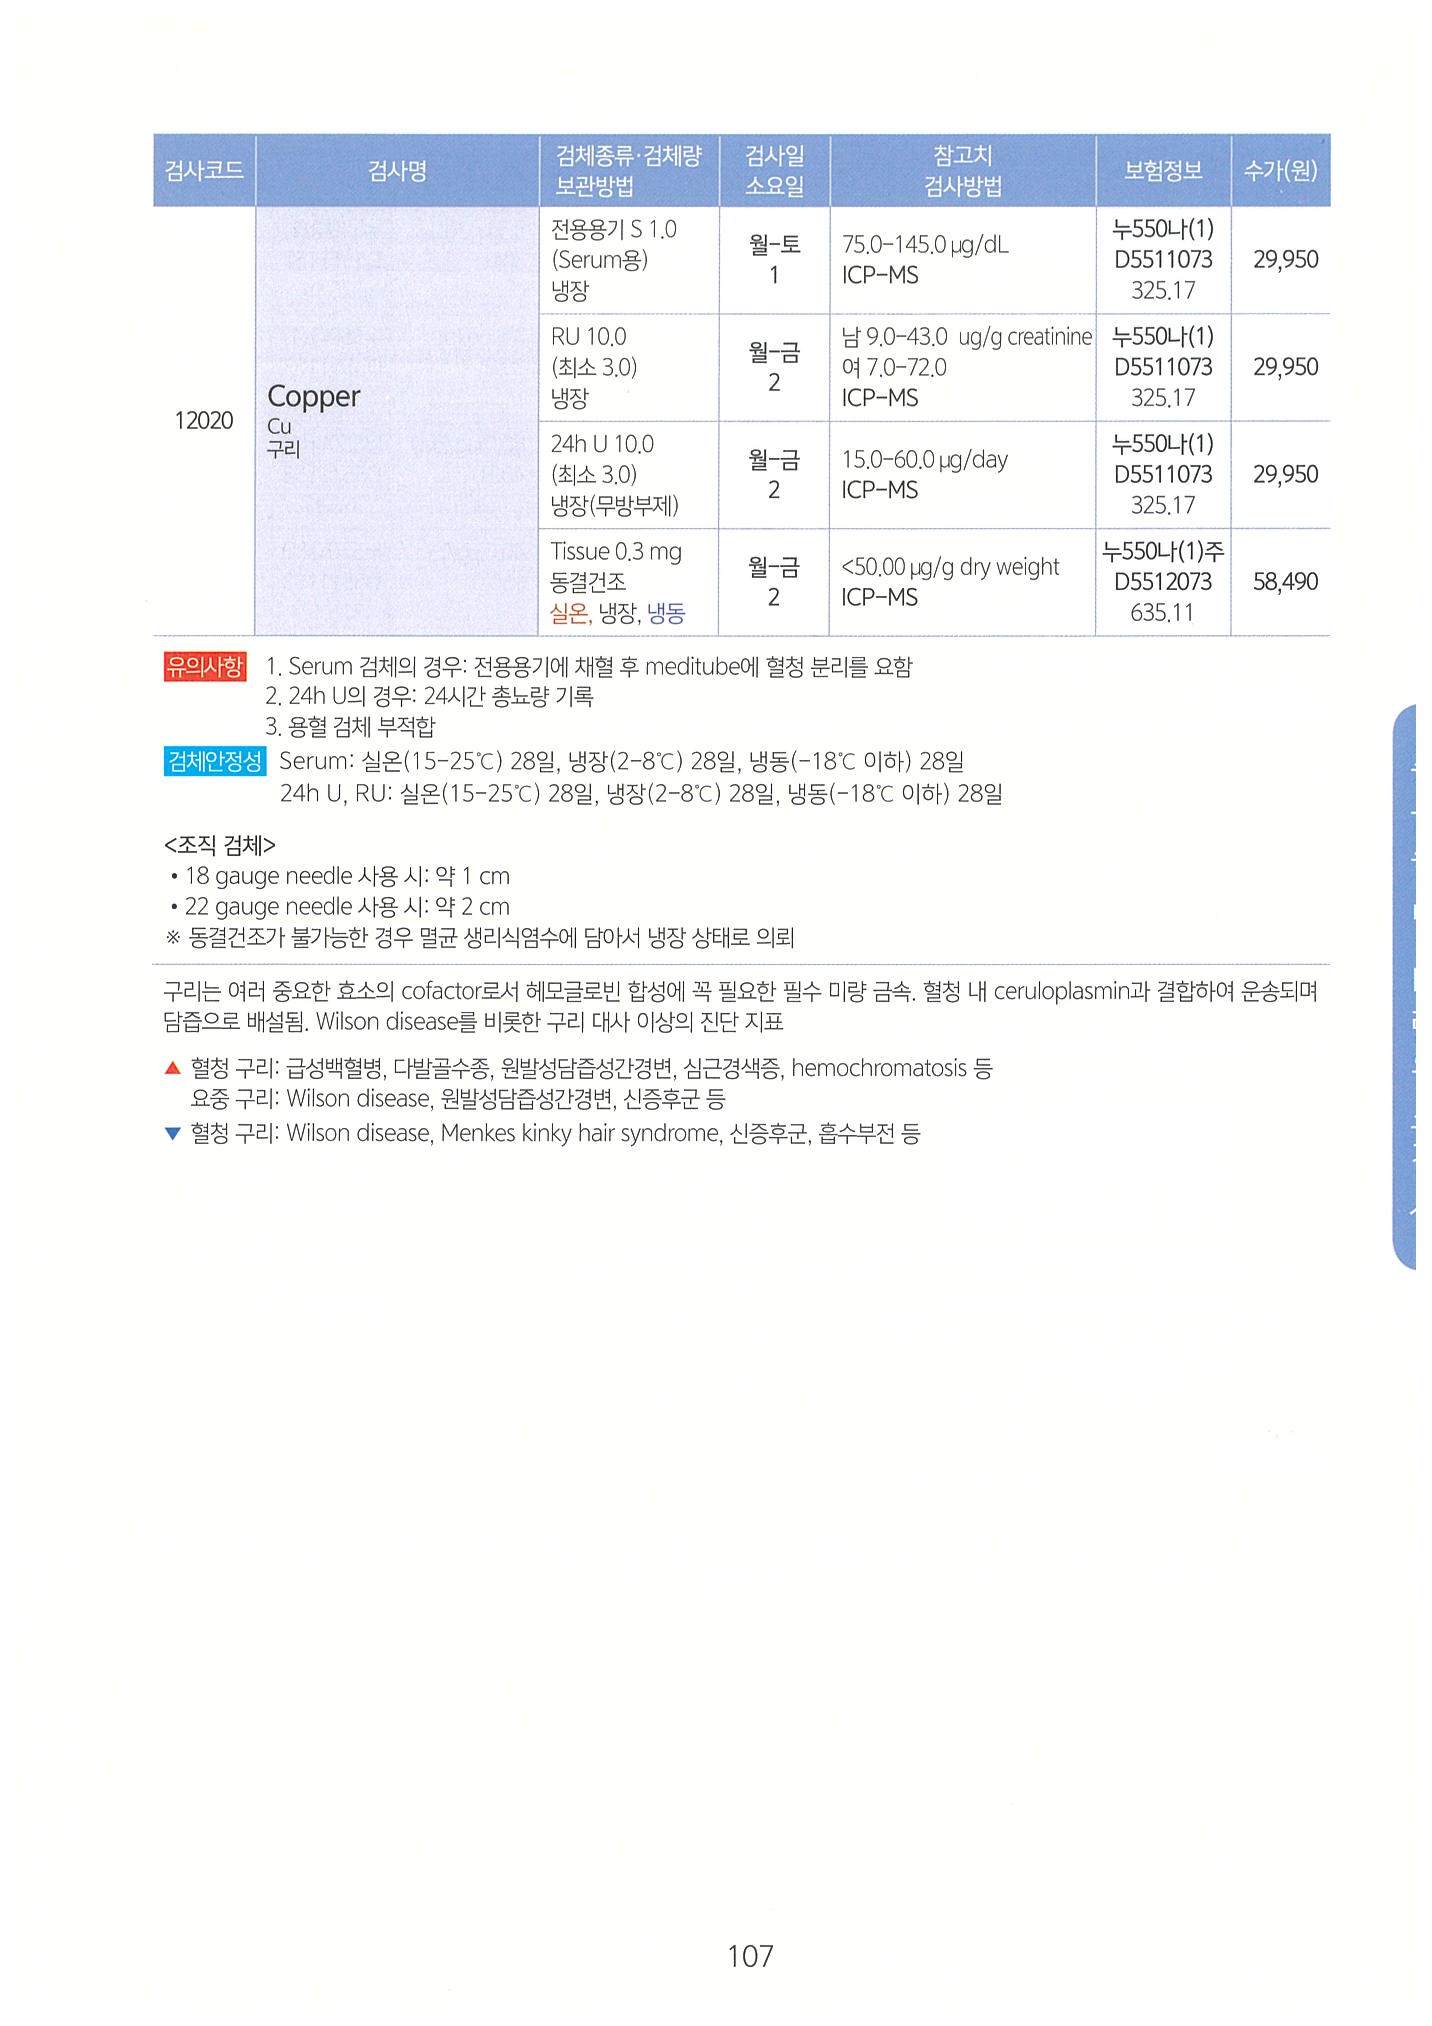 검사코드 검사명 검체종류·검체량 보관방법 검사일 소요일 참고치 검사방법 보험정보 수가(원)
12020
Copper
Cu
구리
전용용기 S 1.0
(Serum용)
냉장
월-토
1
75.0-145.0 µg/dL
ICP-MS
누550나(1)
D5511073
325.17
29,950
RU 10.0
(최소 3.0)
냉장
월-금
2
남 9.0-43.0 ug/g creatinine
여 7.0-72.0
ICP-MS
누550나(1)
D5511073
325.17
29,950
24h U 10.0
(최소 3.0)
냉장(무방부제)
월-금
2
15.0-60.0 µg/day
ICP-MS
누550나(1)
D5511073
325.17
29,950
Tissue 0.3 mg
동결건조
실온, 냉장, 냉동
월-금
2
<50.00 µg/g dry weight
ICP-MS
누550나(1)주
D5512073
635.11
58,490
유의사항 1. Serum 검체의 경우: 전용용기에 채혈 후 meditube에 혈청 분리를 요함
2. 24h U의 경우: 24시간 총뇨량 기록
3. 용혈 검체 부적합
검체안정성 Serum: 실온(15-25℃) 28일, 냉장(2-8℃) 28일, 냉동(-18℃ 이하) 28일
24h U, RU: 실온(15-25℃) 28일, 냉장(2-8℃) 28일, 냉동(-18℃ 이하) 28일
<조직 검체>
• 18 gauge needle 사용 시: 약 1 cm
• 22 gauge needle 사용 시: 약 2 cm
※ 동결건조가 불가능한 경우 멸균 생리식염수에 담아서 냉장 상태로 의뢰
구리는 여러 중요한 효소의 cofactor로서 헤모글로빈 합성에 꼭 필요한 필수 미량 금속. 혈청 내 ceruloplasmin과 결합하여 운송되며
담즙으로 배설됨. Wilson disease를 비롯한 구리 대사 이상의 진단 지표
▲ 혈청 구리: 급성백혈병, 다발골수종, 원발성담즙성간경변, 심근경색증, hemochromatosis 등
요중 구리: Wilson disease, 원발성담즙성간경변, 신증후군 등
▼ 혈청 구리: Wilson disease, Menkes kinky hair syndrome, 신증후군, 흡수부전 등
107